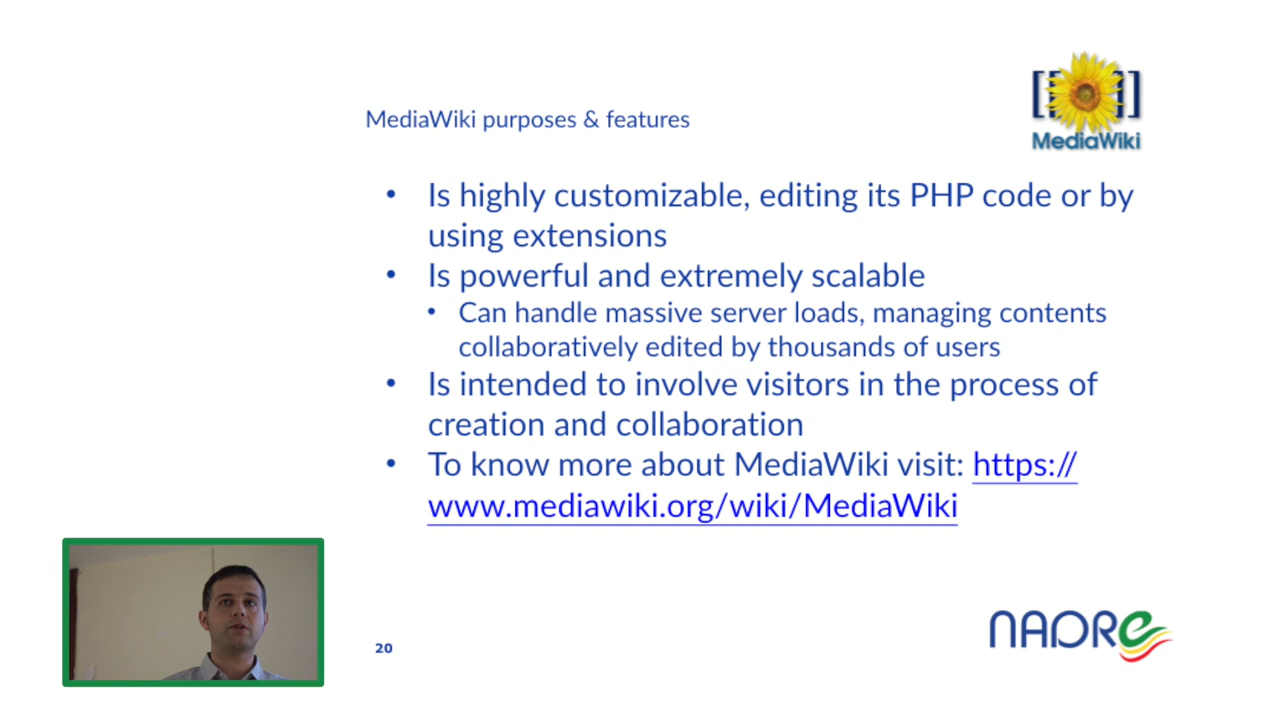 MediaWiki purposes & features
[ ]
MediaWiki
• Is highly customizable, editing its PHP code or by
using extensions
• Is powerful and extremely scalable
• Can handle massive server loads, managing contents
collaboratively edited by thousands of users
• Is intended to involve visitors in the process of
creation and collaboration
• To know more about MediaWiki visit: https://
www.mediawiki.org/wiki/MediaWiki
20
NADRe